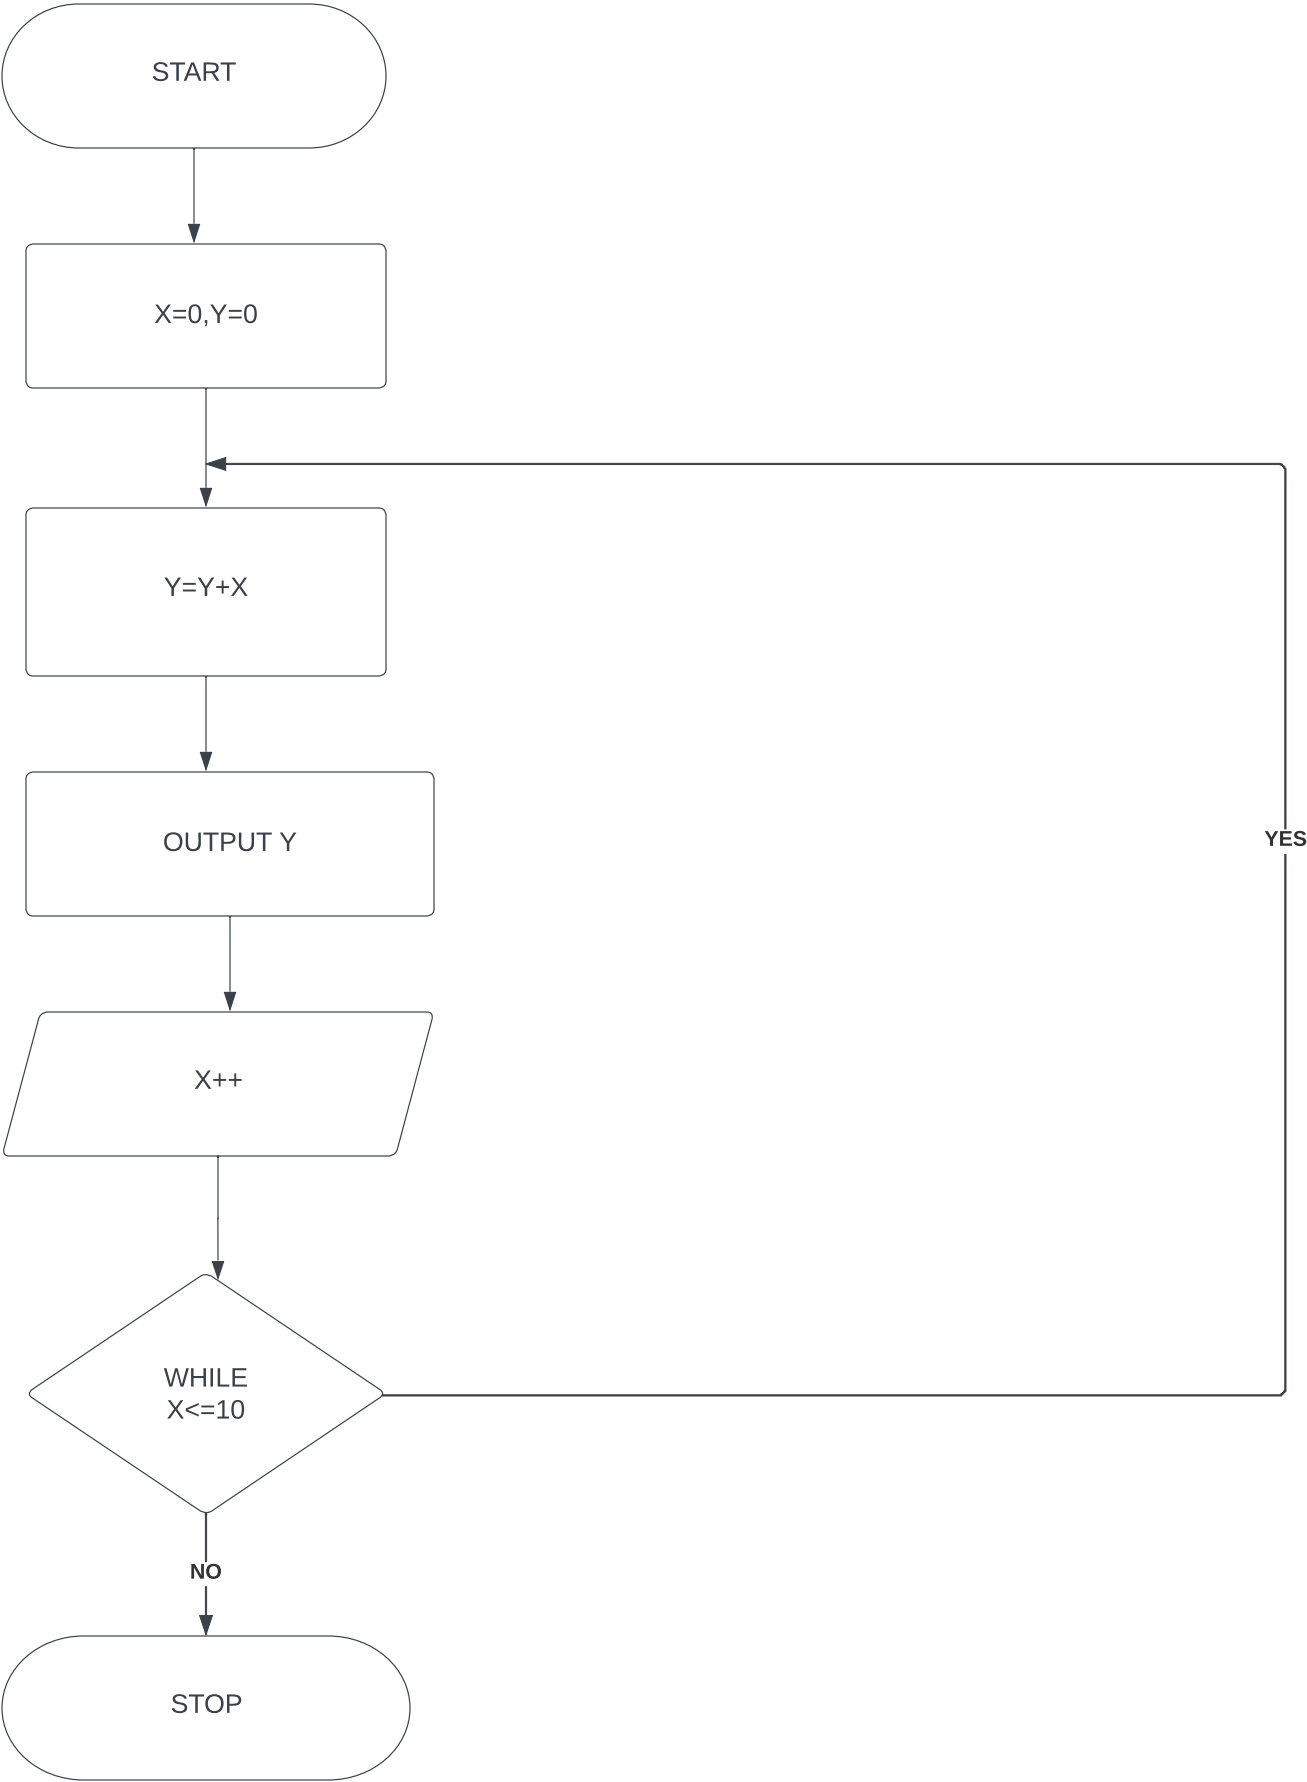 START
X=0,Y=0
Y=Y+X
OUTPUT Y
YES
X++
WHILE
X<=10
NO
STOP